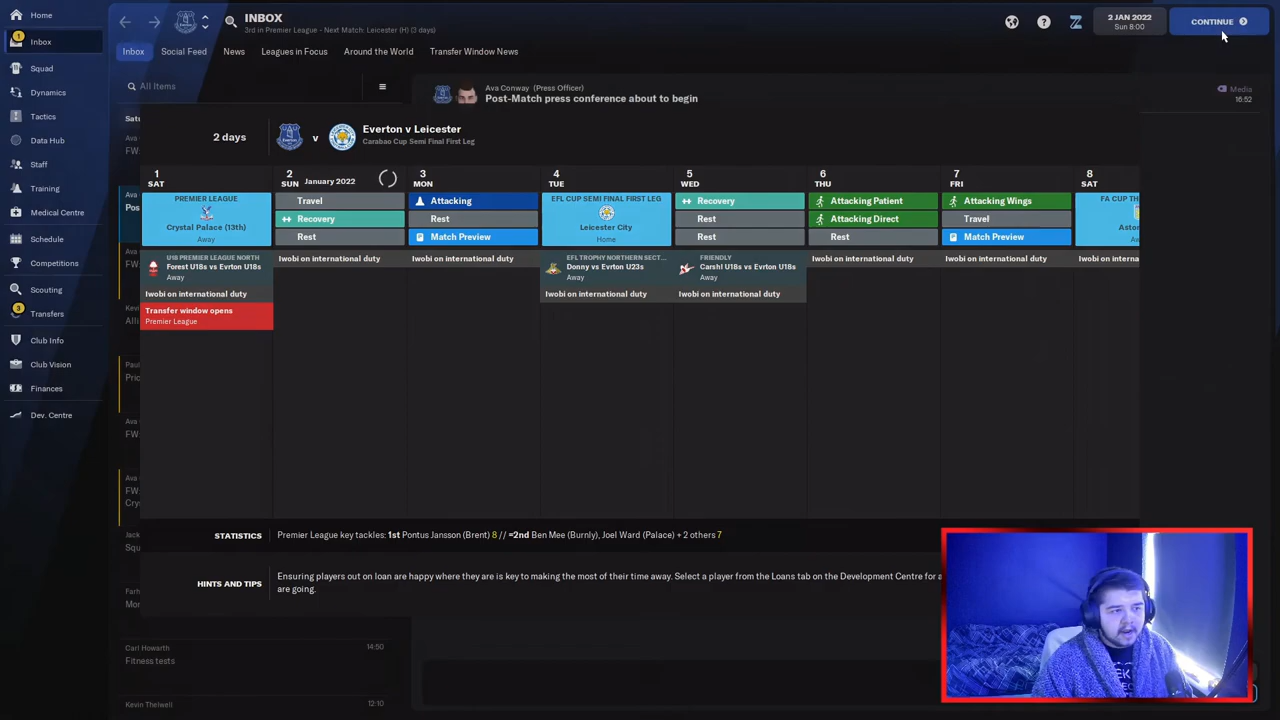 Home
1
Inbox
Squad
Dynamics
Tactics
Data Hub
Staff
Training
Medical Centre
Schedule
Competitions
Scouting
3
Transfers
Club Info
Club Vision
Finances
Dev. Centre
INBOX
3rd in Premier League - Next Match: Leicester (H) (3 days)
2 JAN 2022
Sun 8:00
CONTINUE
Inbox
Social Feed
News
Leagues in Focus
Around the World
Transfer Window News
All Items
Ava Conway (Press Officer)
Post-Match press conference about to begin
Media
16:52
2 days
v
Everton v Leicester
Carabao Cup Semi Final First Leg
1
SAT
2
SUN
January 2022
3
MON
4
TUE
5
WED
6
THU
7
FRI
8
SAT
PREMIER LEAGUE
Crystal Palace (13th)
Away
Travel
Recovery
Rest
Attacking
Rest
Match Preview
EFL CUP SEMI FINAL FIRST LEG
Leicester City
Home
Recovery
Rest
Rest
Attacking Patient
Attacking Direct
Rest
Attacking Wings
Travel
Match Preview
FA CUP TH
Aston
Aw
U18 PREMIER LEAGUE NORTH
Forest U18s vs Evrton U18s
Away
Iwobi on international duty
Transfer window opens
Premier League
Iwobi on international duty
Iwobi on international duty
EFL TROPHY NORTHERN SECT...
Donny vs Evrton U23s
Away
Iwobi on international duty
FRIENDLY
Carshl U18s vs Evrton U18s
Away
Iwobi on international duty
Iwobi on international duty
Iwobi on international duty
Iwobi on inter
STATISTICS
Premier League key tackles: 1st Pontus Jansson (Brent) 8 // =2nd Ben Mee (Burnly), Joel Ward (Palace) + 2 others 7
HINTS AND TIPS
Ensuring players out on loan are happy where they are is key to making the most of their time away. Select a player from the Loans tab on the Development Centre for a
are going.
Carl Howarth
14:50
Fitness tests
Kevin Thelwell
12:10